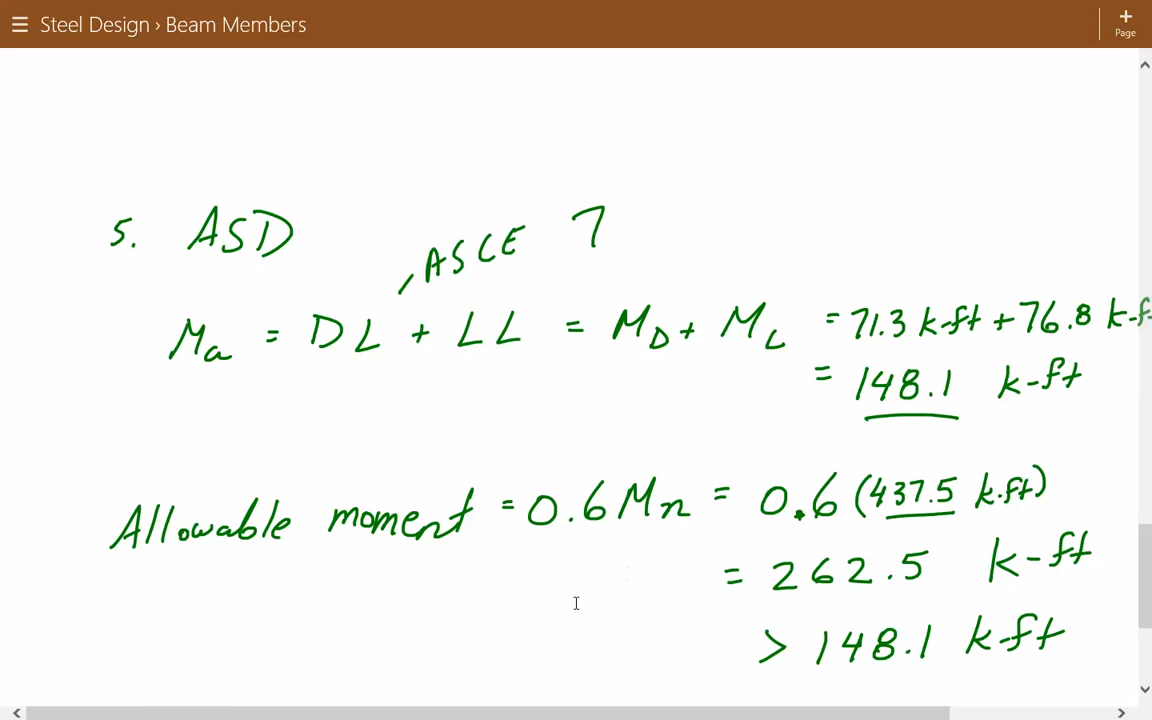 Steel Design › Beam Members
Page
5. ASD
, ASCE 7
Ma = DL + LL = MD + ML = 71.3 k-ft + 76.8 k-f
= 148.1 k-ft
Allowable moment = 0.6 Mn = 0.6 (437.5 k.ft)
= 262.5 k-ft
> 148.1 k-ft